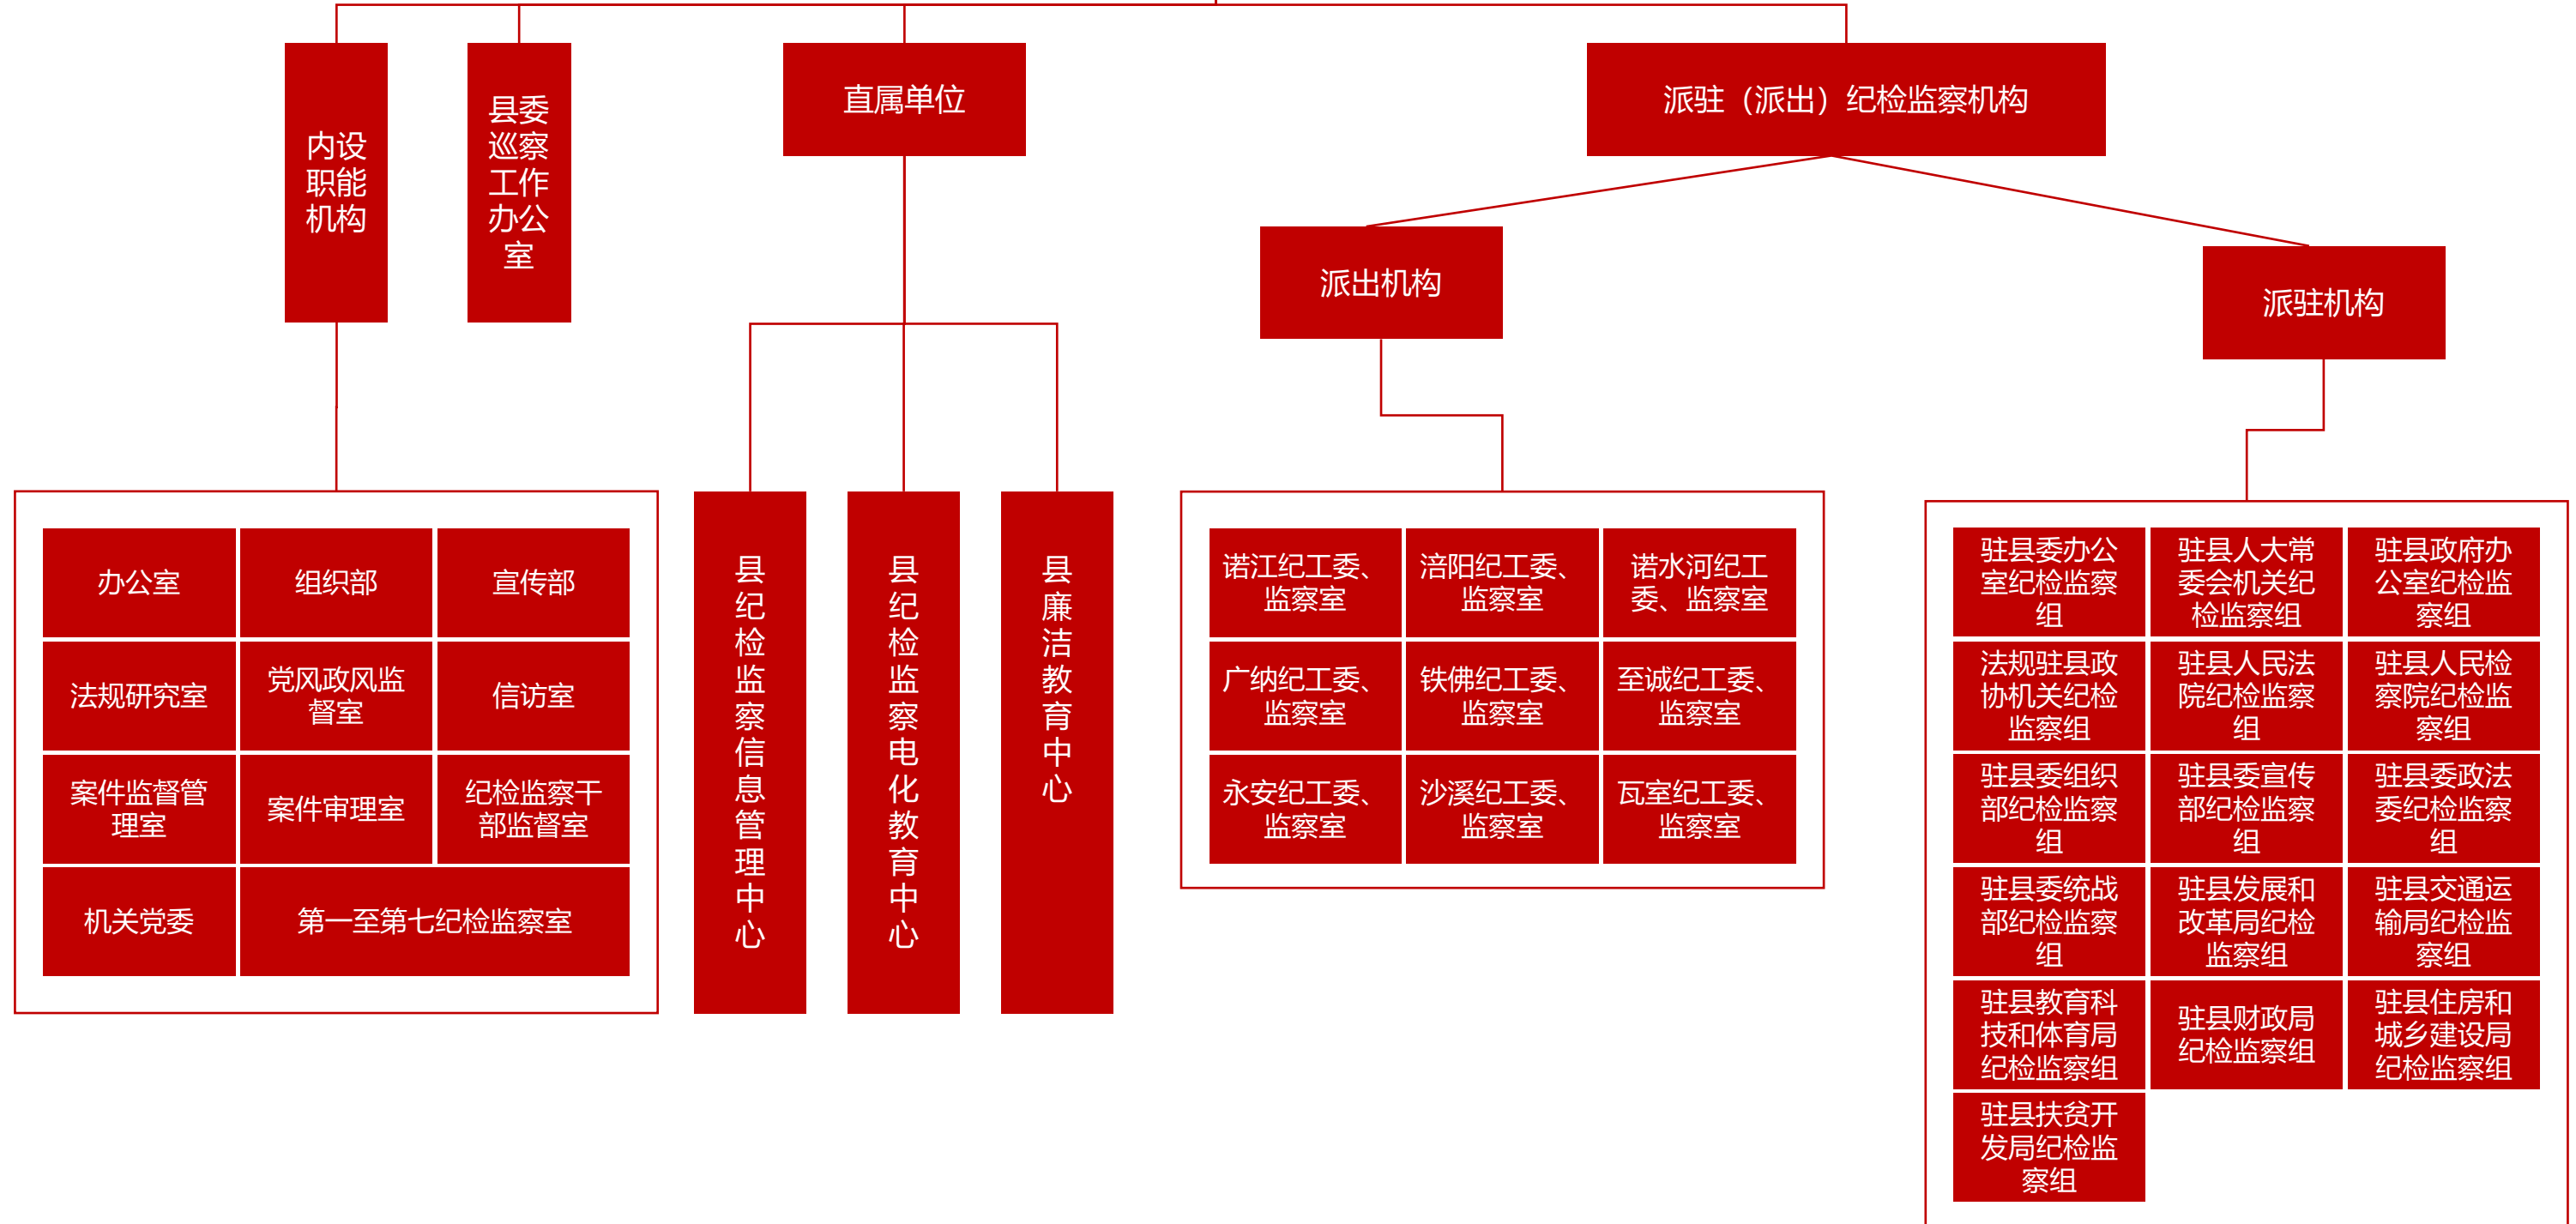 内设
职能
机构
县委
巡察
工作
办公
室
直属单位
派驻（派出）纪检监察机构
派出机构
派驻机构
办公室
组织部
宣传部
法规研究室
党风政风监
督室
信访室
案件监督管
理室
案件审理室
纪检监察干
部监督室
机关党委
第一至第七纪检监察室
县
纪
检
监
察
信
息
管
理
中
心
县
纪
检
监
察
电
化
教
育
中
心
县
廉
洁
教
育
中
心
诺江纪工委、
监察室
涪阳纪工委、
监察室
诺水河纪工
委、监察室
广纳纪工委、
监察室
铁佛纪工委、
监察室
至诚纪工委、
监察室
永安纪工委、
监察室
沙溪纪工委、
监察室
瓦室纪工委、
监察室
驻县委办公
室纪检监察
组
驻县人大常
委会机关纪
检监察组
驻县政府办
公室纪检监
察组
法规驻县政
协机关纪检
监察组
驻县人民法
院纪检监察
组
驻县人民检
察院纪检监
察组
驻县委组织
部纪检监察
组
驻县委宣传
部纪检监察
组
驻县委政法
委纪检监察
组
驻县委统战
部纪检监察
组
驻县发展和
改革局纪检
监察组
驻县交通运
输局纪检监
察组
驻县教育科
技和体育局
纪检监察组
驻县财政局
纪检监察组
驻县住房和
城乡建设局
纪检监察组
驻县扶贫开
发局纪检监
察组